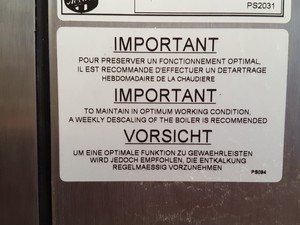 PS2031
IMPORTANT
POUR PRESERVER UN FONCTIONNEMENT OPTIMAL,
IL EST RECOMMANDE D'EFFECTUER UN DETARTRAGE
HEBDOMADAIRE DE LA CHAUDIERE
IMPORTANT
TO MAINTAIN IN OPTIMUM WORKING CONDITION,
A WEEKLY DESCALING OF THE BOILER IS RECOMMENDED
VORSICHT
UM EINE OPTIMALE FUNKTION ZU GEWAEHRLEISTEN
WIRD JEDOCH EMPFOHLEN, DIE ENTKALKUNG
REGELMAESSIG VORZUNEHMEN